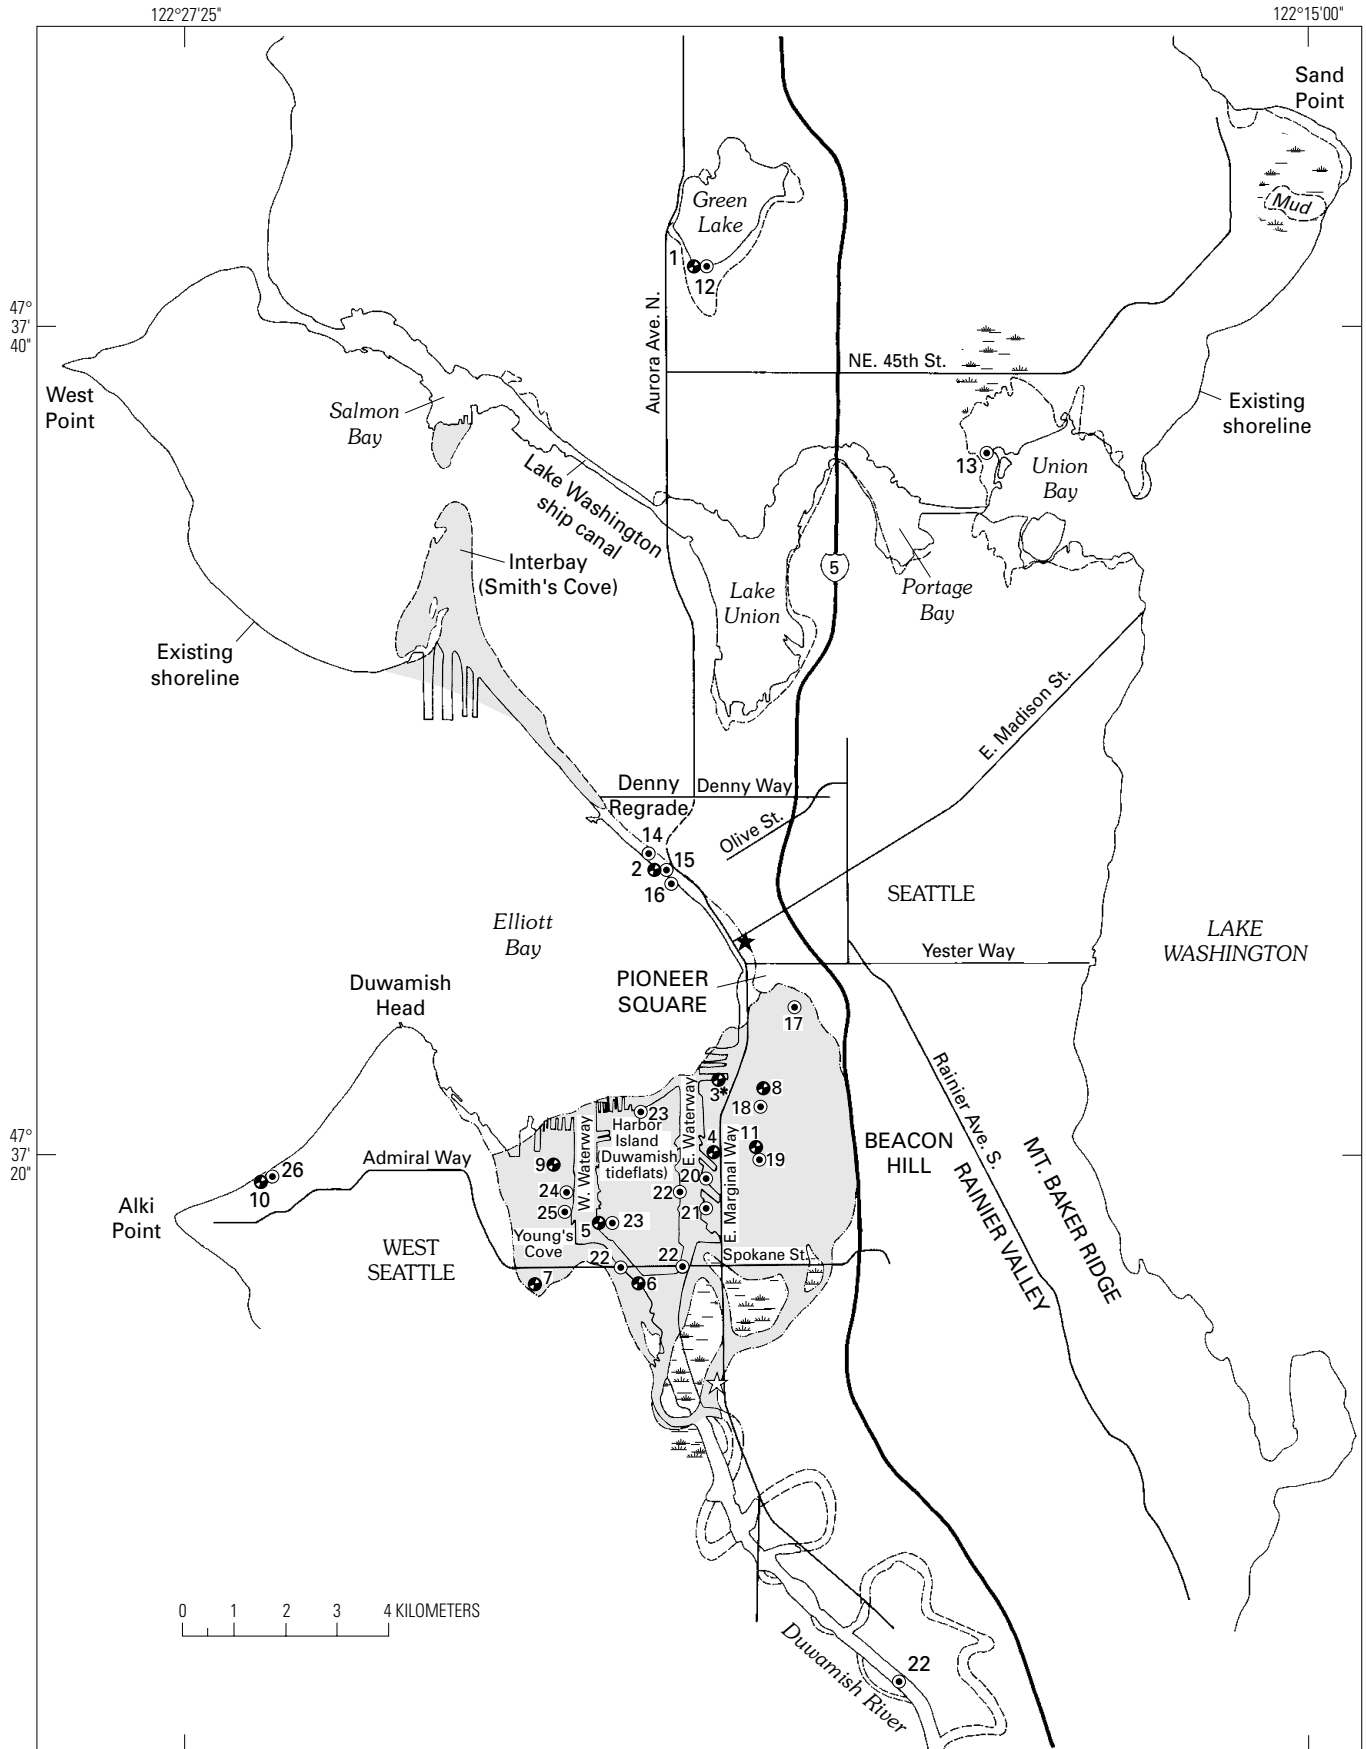 122°27'25"
122°15'00"
Sand
Point
Mud
Green
Lake
1
12
47°
37'
40"
Aurora Ave. N.
NE. 45th St.
West
Point
Salmon
Bay
Existing
shoreline
13
Union
Bay
Lake Washington
ship canal
Interbay
(Smith's Cove)
5
Lake
Union
Portage
Bay
Existing
shoreline
E. Madison St.
Denny
Regrade
Denny Way
Olive St.
14
2
15
16
SEATTLE
Elliott
Bay
LAKE
WASHINGTON
Yester Way
PIONEER
SQUARE
Duwamish
Head
17
Rainier Ave. S.
3*
8
18
23
Harbor
Island
(Duwamish
tideflats)
W. Waterway
E. Waterway
E. Marginal Way
4
11
19
BEACON
HILL
MT. BAKER RIDGE
RAINIER VALLEY
47°
37'
20"
Admiral Way
9
26
10
20
24
22
25
21
Alki
Point
5
23
Young's
Cove
WEST
SEATTLE
22
22
Spokane St.
7
6
0 1 2 3 4 KILOMETERS
Duwamish River
22